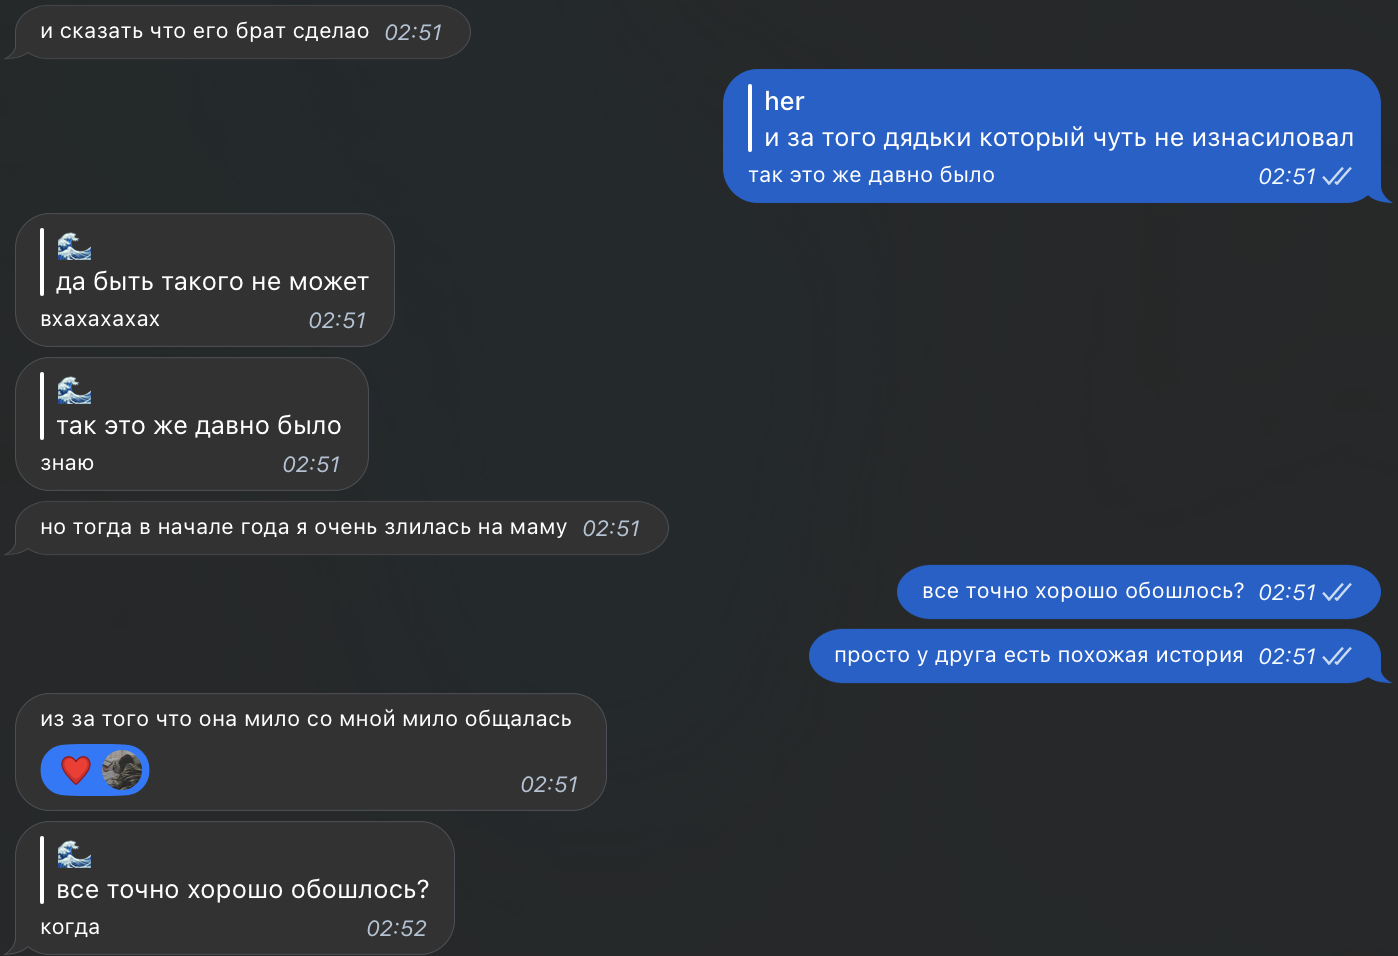 и сказать что его брат сделао 02:51
her
и за того дядьки который чуть не изнасиловал
так это же давно было 02:51
🌊
да быть такого не может
вхахахахах 02:51
🌊
так это же давно было
знаю 02:51
но тогда в начале года я очень злилась на маму 02:51
все точно хорошо обошлось? 02:51
просто у друга есть похожая история 02:51
из за того что она мило со мной мило общалась
❤️ 02:51
🌊
все точно хорошо обошлось?
когда 02:52